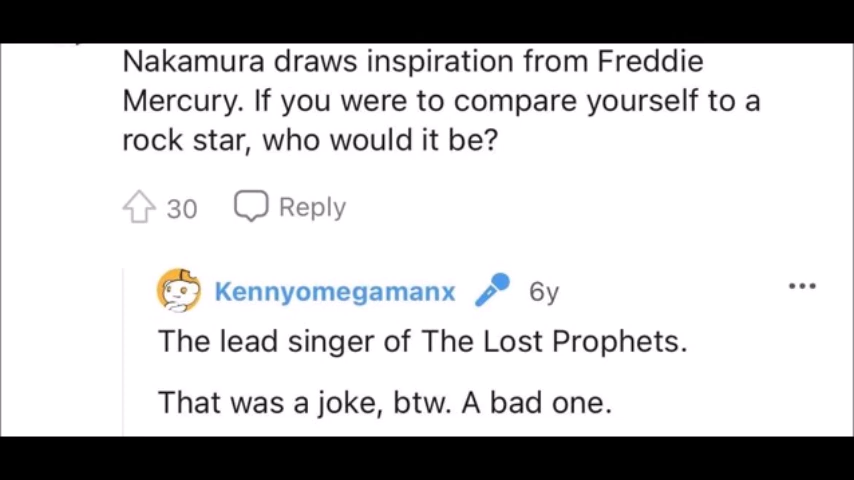 Nakamura draws inspiration from Freddie
Mercury. If you were to compare yourself to a
rock star, who would it be?
30 Reply
Kennyomegamanx 6y
The lead singer of The Lost Prophets.
That was a joke, btw. A bad one.